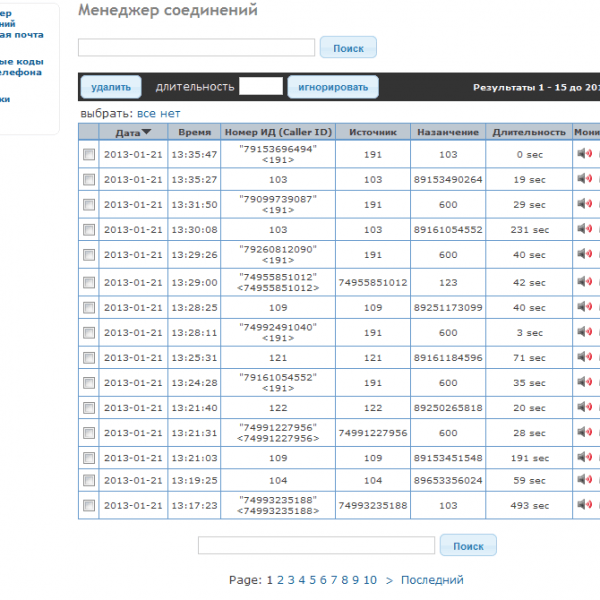 Менеджер соединений
ер
ний
ая почта
ые коды
елефона
ки
Поиск
удалить длительность игнорировать Результаты 1 - 15 до 20
выбрать: все нет
Дата Время Номер ИД (Caller ID) Источник Назанчение Длительность Мони
2013-01-21 13:35:47 "79153696494" <191> 191 103 0 sec
2013-01-21 13:35:27 103 103 89153490264 19 sec
2013-01-21 13:31:50 "79099739087" <191> 191 600 29 sec
2013-01-21 13:30:08 103 103 89161054552 231 sec
2013-01-21 13:29:26 "79260812090" <191> 191 600 40 sec
2013-01-21 13:29:00 "74955851012" <74955851012> 74955851012 123 42 sec
2013-01-21 13:28:25 109 109 89251173099 40 sec
2013-01-21 13:28:11 "74992491040" <191> 191 600 3 sec
2013-01-21 13:25:31 121 121 89161184596 71 sec
2013-01-21 13:24:28 "79161054552" <191> 191 600 35 sec
2013-01-21 13:21:40 122 122 89250265818 20 sec
2013-01-21 13:21:31 "74991227956" <74991227956> 74991227956 600 28 sec
2013-01-21 13:21:03 109 109 89153451548 191 sec
2013-01-21 13:19:25 104 104 89653356024 59 sec
2013-01-21 13:17:23 "74993235188" <74993235188> 74993235188 103 493 sec
Поиск
Page: 1 2 3 4 5 6 7 8 9 10 > Последний